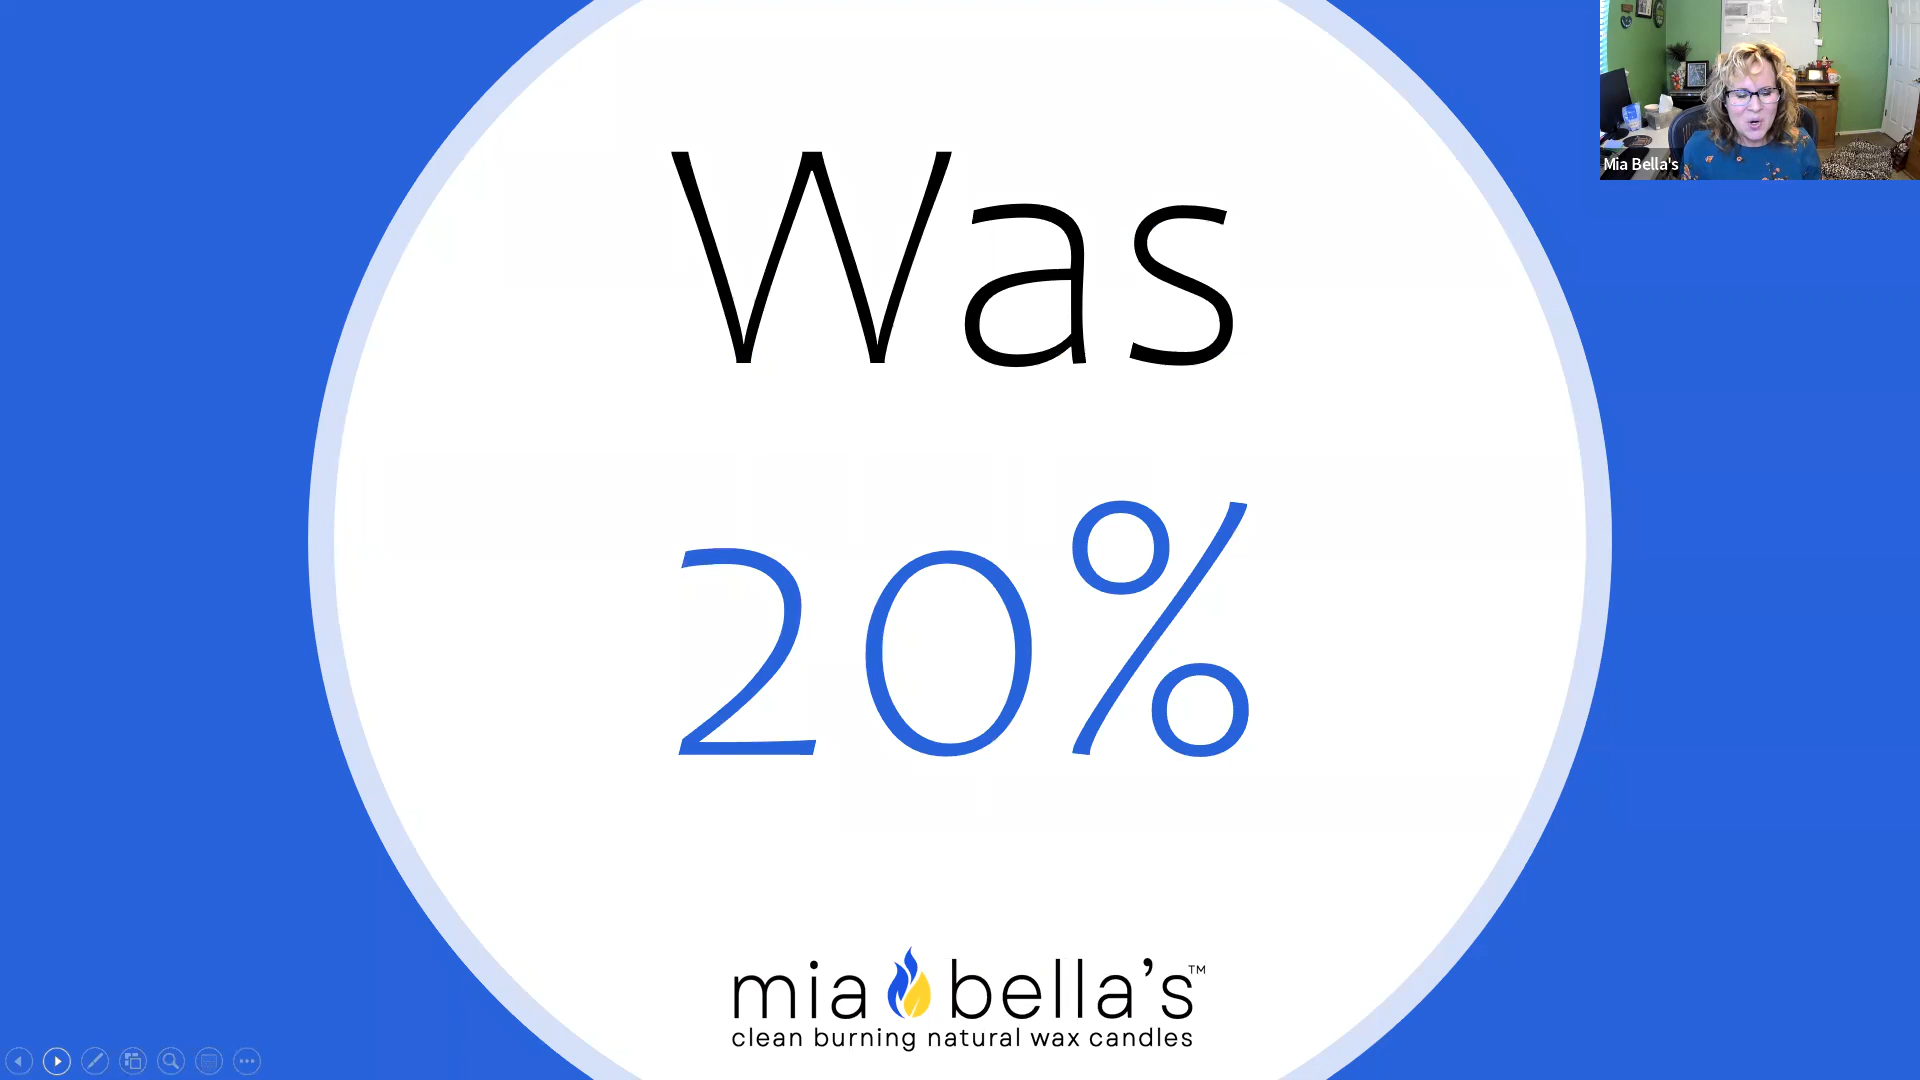 Was
20%
mia bella's™
clean burning natural wax candles
Mia Bella's